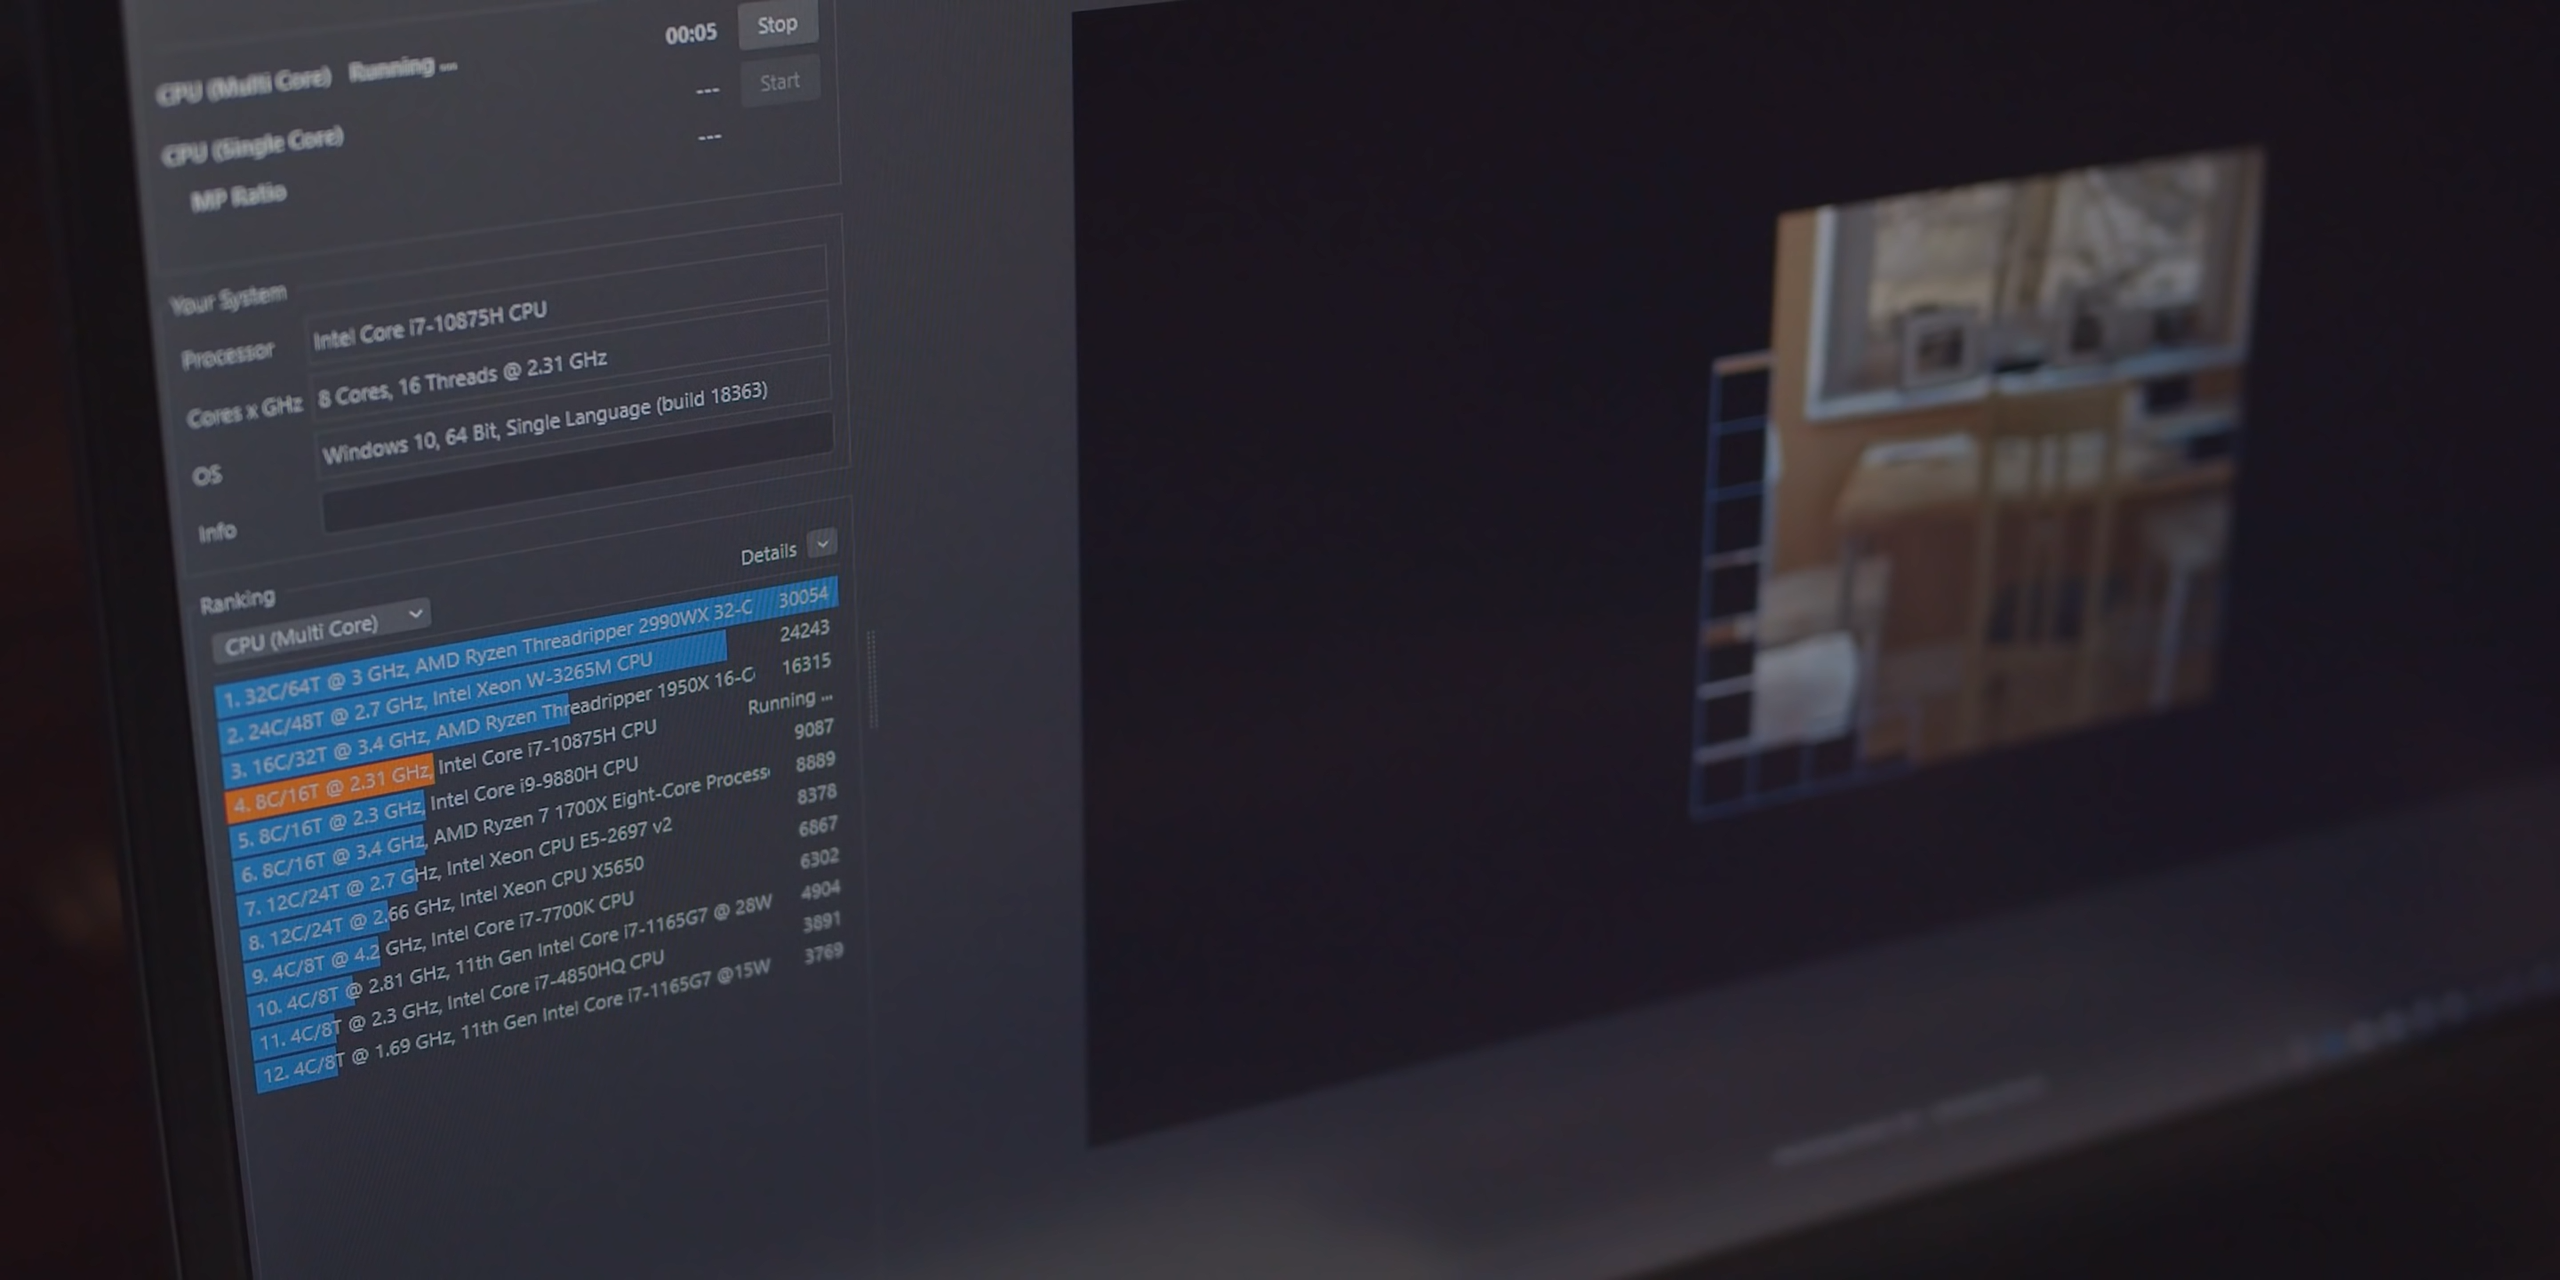 00:05 Stop
CPU (Multi Core) Running ...
--- Start
CPU (Single Core)
---
MP Ratio
Your System
Processor Intel Core i7-10875H CPU
Cores x GHz 8 Cores, 16 Threads @ 2.31 GHz
OS Windows 10, 64 Bit, Single Language (build 18363)
Info
Ranking
Details
CPU (Multi Core)
1. 32C/64T @ 3 GHz, AMD Ryzen Threadripper 2990WX 32-C 30054
2. 24C/48T @ 2.7 GHz, Intel Xeon W-3265M CPU 24243
3. 16C/32T @ 3.4 GHz, AMD Ryzen Threadripper 1950X 16-C 16315
4. 8C/16T @ 2.31 GHz, Intel Core i7-10875H CPU Running ...
5. 8C/16T @ 2.3 GHz, Intel Core i9-9880H CPU 9087
6. 8C/16T @ 3.4 GHz, AMD Ryzen 7 1700X Eight-Core Process 8889
7. 12C/24T @ 2.7 GHz, Intel Xeon CPU E5-2697 v2 8378
8. 12C/24T @ 2.66 GHz, Intel Xeon CPU X5650 6867
9. 4C/8T @ 4.2 GHz, Intel Core i7-7700K CPU 6302
10. 4C/8T @ 2.81 GHz, 11th Gen Intel Core i7-1165G7 @ 28W 4904
11. 4C/8T @ 2.3 GHz, Intel Core i7-4850HQ CPU 3891
12. 4C/8T @ 1.69 GHz, 11th Gen Intel Core i7-1165G7 @15W 3769